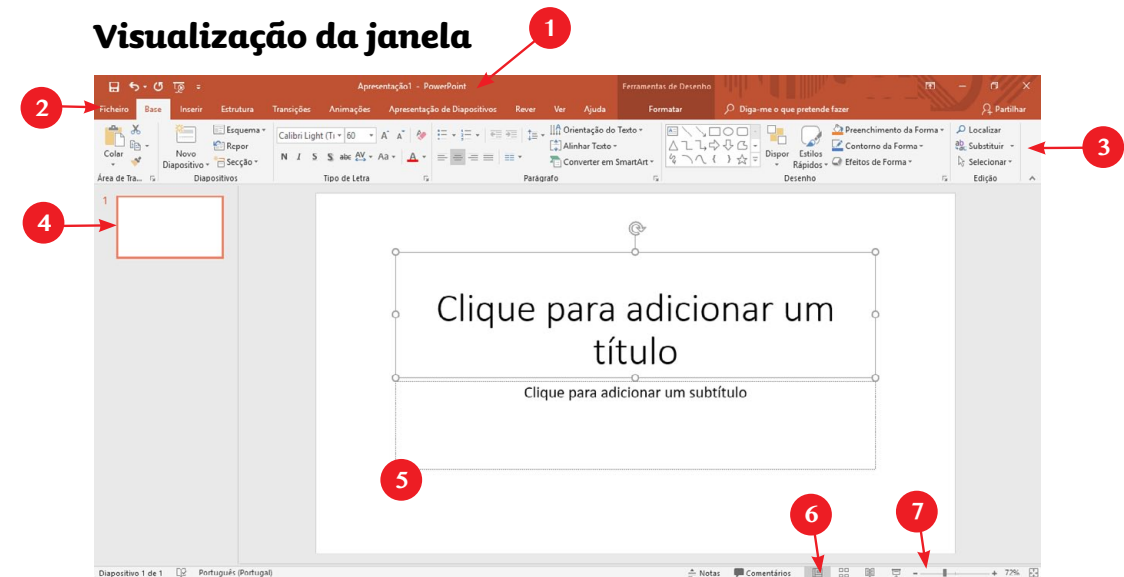 Visualização da janela
1
Apresentação1 - PowerPoint
Ferramentas de Desenho
2
Ficheiro Base Inserir Estrutura Transições Animações Apresentação de Diapositivos Rever Ver Ajuda Formatar Diga-me o que pretende fazer Partilhar
Colar
Novo Diapositivo
Esquema
Repor
Secção
Calibri Light (Tí 60 A A
N I S S abc AV Aa A
Orientação do Texto
Alinhar Texto
Converter em SmartArt
Dispor
Estilos Rápidos
Preenchimento da Forma
Contorno da Forma
Efeitos de Forma
Localizar
Substituir
Selecionar
3
Área de Tra... Diapositivos Tipo de Letra Parágrafo Desenho Edição
4
1
Clique para adicionar um
título
Clique para adicionar um subtítulo
5
6
7
Diapositivo 1 de 1 Português (Portugal) Notas Comentários - + 72%